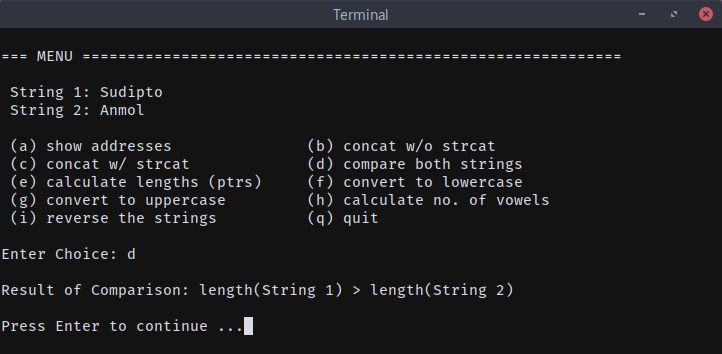 Terminal
=== MENU ============================================================
String 1: Sudipto
String 2: Anmol
(a) show addresses (b) concat w/o strcat
(c) concat w/ strcat (d) compare both strings
(e) calculate lengths (ptrs) (f) convert to lowercase
(g) convert to uppercase (h) calculate no. of vowels
(i) reverse the strings (q) quit
Enter Choice: d
Result of Comparison: length(String 1) > length(String 2)
Press Enter to continue ...